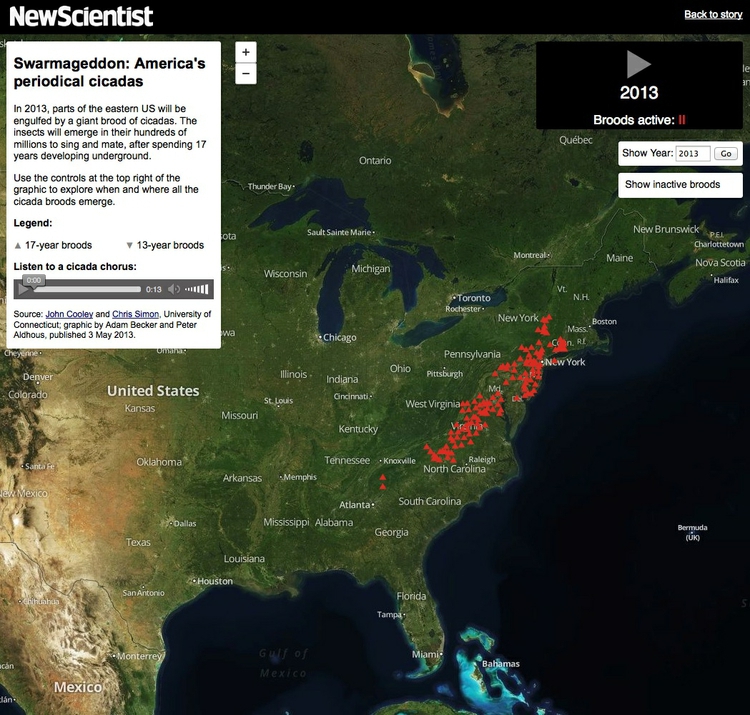 NewScientist
Back to story
Swarmageddon: America's
periodical cicadas
In 2013, parts of the eastern US will be
engulfed by a giant brood of cicadas. The
insects will emerge in their hundreds of
millions to sing and mate, after spending 17
years developing underground.
Use the controls at the top right of the
graphic to explore when and where all the
cicada broods emerge.
Legend:
▲ 17-year broods ▼ 13-year broods
Listen to a cicada chorus:
0:00
0:13
Source: John Cooley and Chris Simon, University of
Connecticut; graphic by Adam Becker and Peter
Aldhous, published 3 May 2013.
+
−
2013
Broods active: II
Show Year: 2013 Go
Show inactive broods
Québec
Ontario
Thunder Bay
Sault Sainte Marie
New Brunswick
P.E.I.
Charlottetown
Montreal
Maine
Nova Scotia
Halifax
Wisconsin
Michigan
Vt.
N.H.
Toronto
Rochester
New York
Mass.
Boston
Conn.
R.I.
Chicago
Omaha
Cheyenne
Pennsylvania
New York
Pittsburgh
Denver
Colorado
United States
Illinois
Indiana
Ohio
Md.
Kansas
St. Louis
Cincinnati
West Virginia
Missouri
Kentucky
Virginia
Oklahoma
Tennessee
Knoxville
Raleigh
North Carolina
Santa Fe
Arkansas
Memphis
New Mexico
Atlanta
South Carolina
Dallas
Mississippi
Alabama
Georgia
Bermuda
(UK)
Texas
Louisiana
Houston
San Antonio
Chihuahua
Florida
Tampa
Gulf of
Mexico
Monterrey
Miami
Bahamas
Mexico